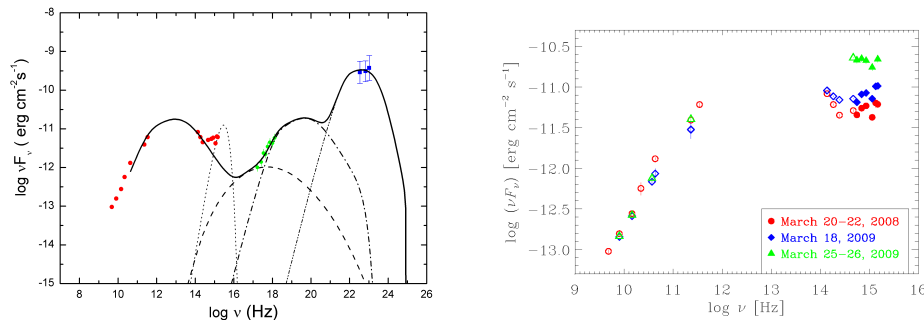 log νFν ( erg cm⁻²s⁻¹)
-8
-9
-10
-11
-12
-13
-14
-15
8 10 12 14 16 18 20 22 24 26
log ν (Hz)
log (νFν) [erg cm⁻² s⁻¹]
−10.5
−11.0
−11.5
−12.0
−12.5
−13.0
March 20-22, 2008
March 18, 2009
March 25-26, 2009
9 10 11 12 13 14 15 16
log ν [Hz]